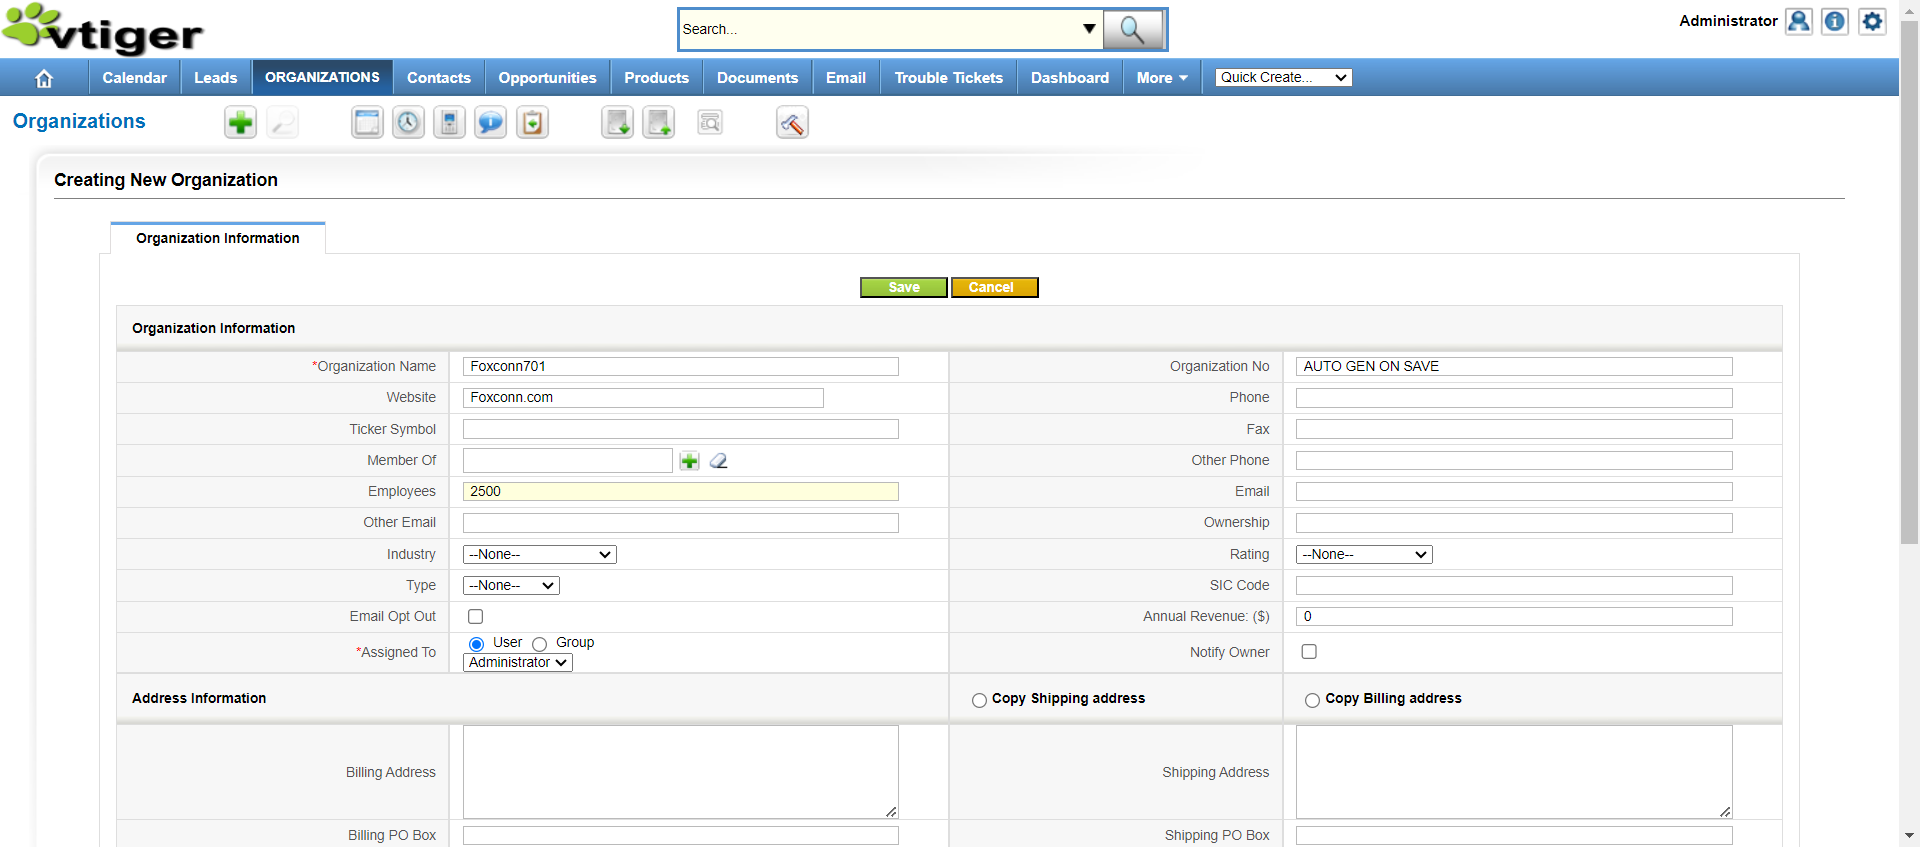 vtiger
Search...
Administrator
Calendar Leads ORGANIZATIONS Contacts Opportunities Products Documents Email Trouble Tickets Dashboard More Quick Create...
Organizations
Creating New Organization
Organization Information
Save Cancel
Organization Information
*Organization Name Foxconn701 Organization No AUTO GEN ON SAVE
Website Foxconn.com Phone
Ticker Symbol Fax
Member Of Other Phone
Employees 2500 Email
Other Email Ownership
Industry --None-- Rating --None--
Type --None-- SIC Code
Email Opt Out Annual Revenue: ($) 0
*Assigned To User Group Notify Owner
Administrator
Address Information Copy Shipping address Copy Billing address
Billing Address Shipping Address
Billing PO Box Shipping PO Box